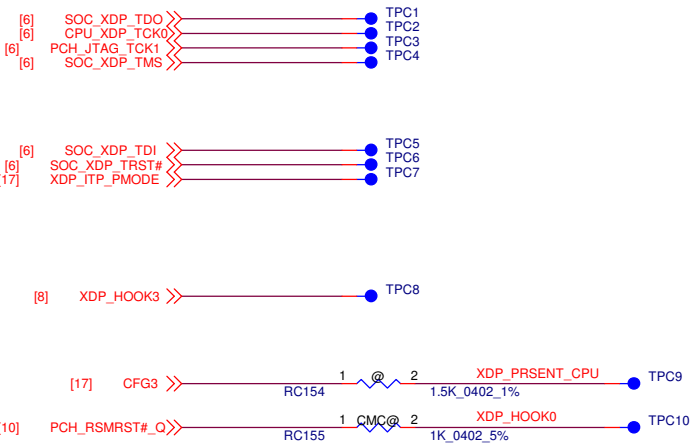 [6] SOC_XDP_TDO TPC1
[6] CPU_XDP_TCK0 TPC2
[6] PCH_JTAG_TCK1 TPC3
[6] SOC_XDP_TMS TPC4
[6] SOC_XDP_TDI TPC5
[6] SOC_XDP_TRST# TPC6
[17] XDP_ITP_PMODE TPC7
[8] XDP_HOOK3 TPC8
[17] CFG3 1 @ 2 XDP_PRSENT_CPU TPC9
RC154 1.5K_0402_1%
[10] PCH_RSMRST#_Q 1 CMC@ 2 XDP_HOOK0 TPC10
RC155 1K_0402_5%